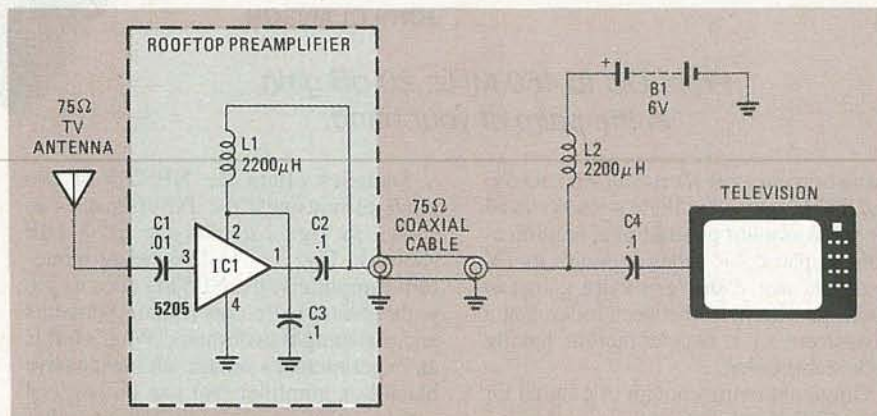 ROOFTOP PREAMPLIFIER
75Ω
TV
ANTENNA
L1
2200μH
+
B1
6V
L2
2200μH
TELEVISION
75Ω
COAXIAL
CABLE
C1
.01
C2
.1
C4
.1
3
IC1
2
1
4
5205
C3
.1